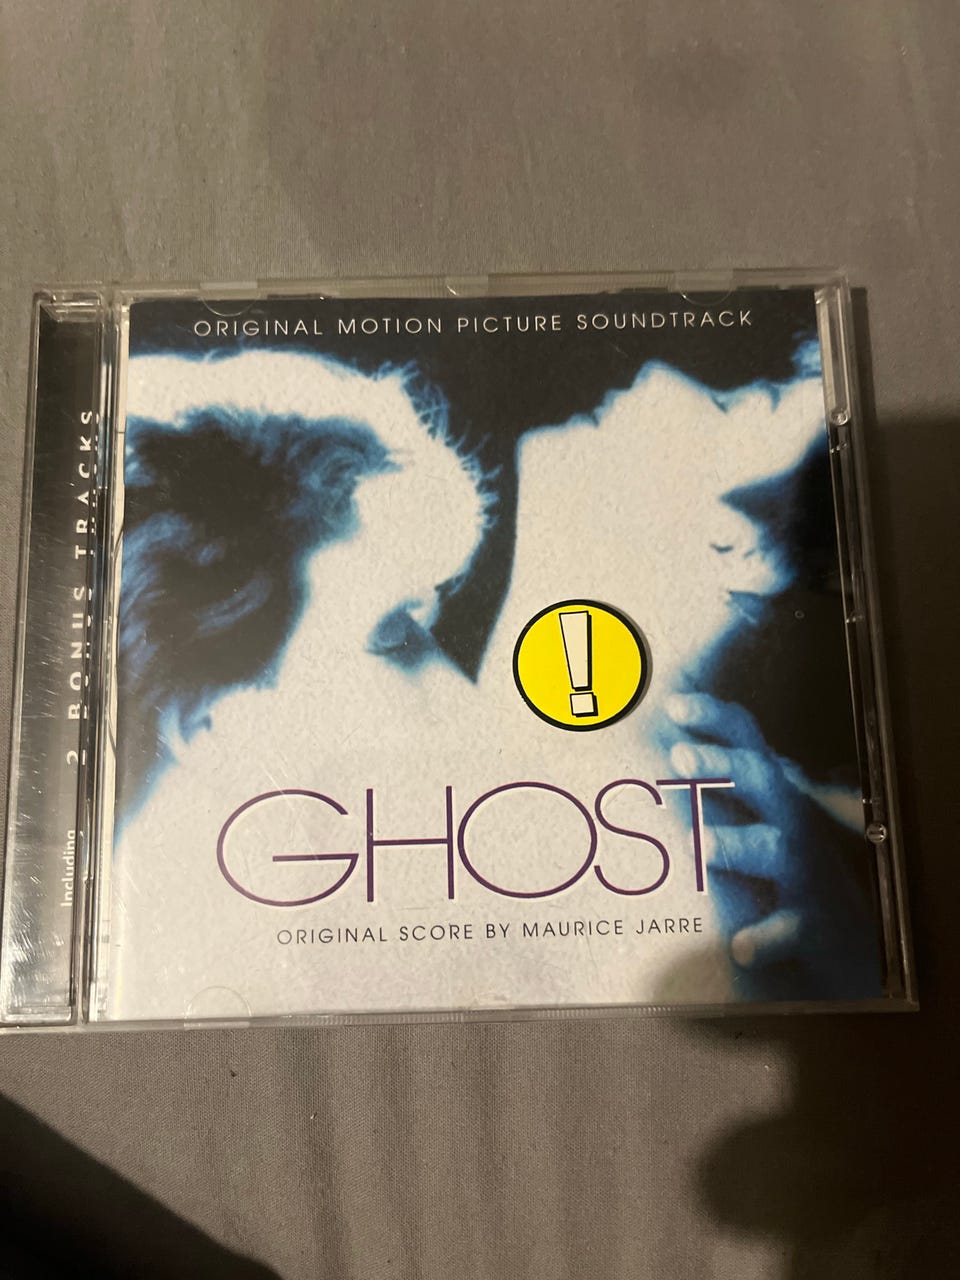 ORIGINAL MOTION PICTURE SOUNDTRACK
Including 2 BONUS TRACKS
!
GHOST
ORIGINAL SCORE BY MAURICE JARRE